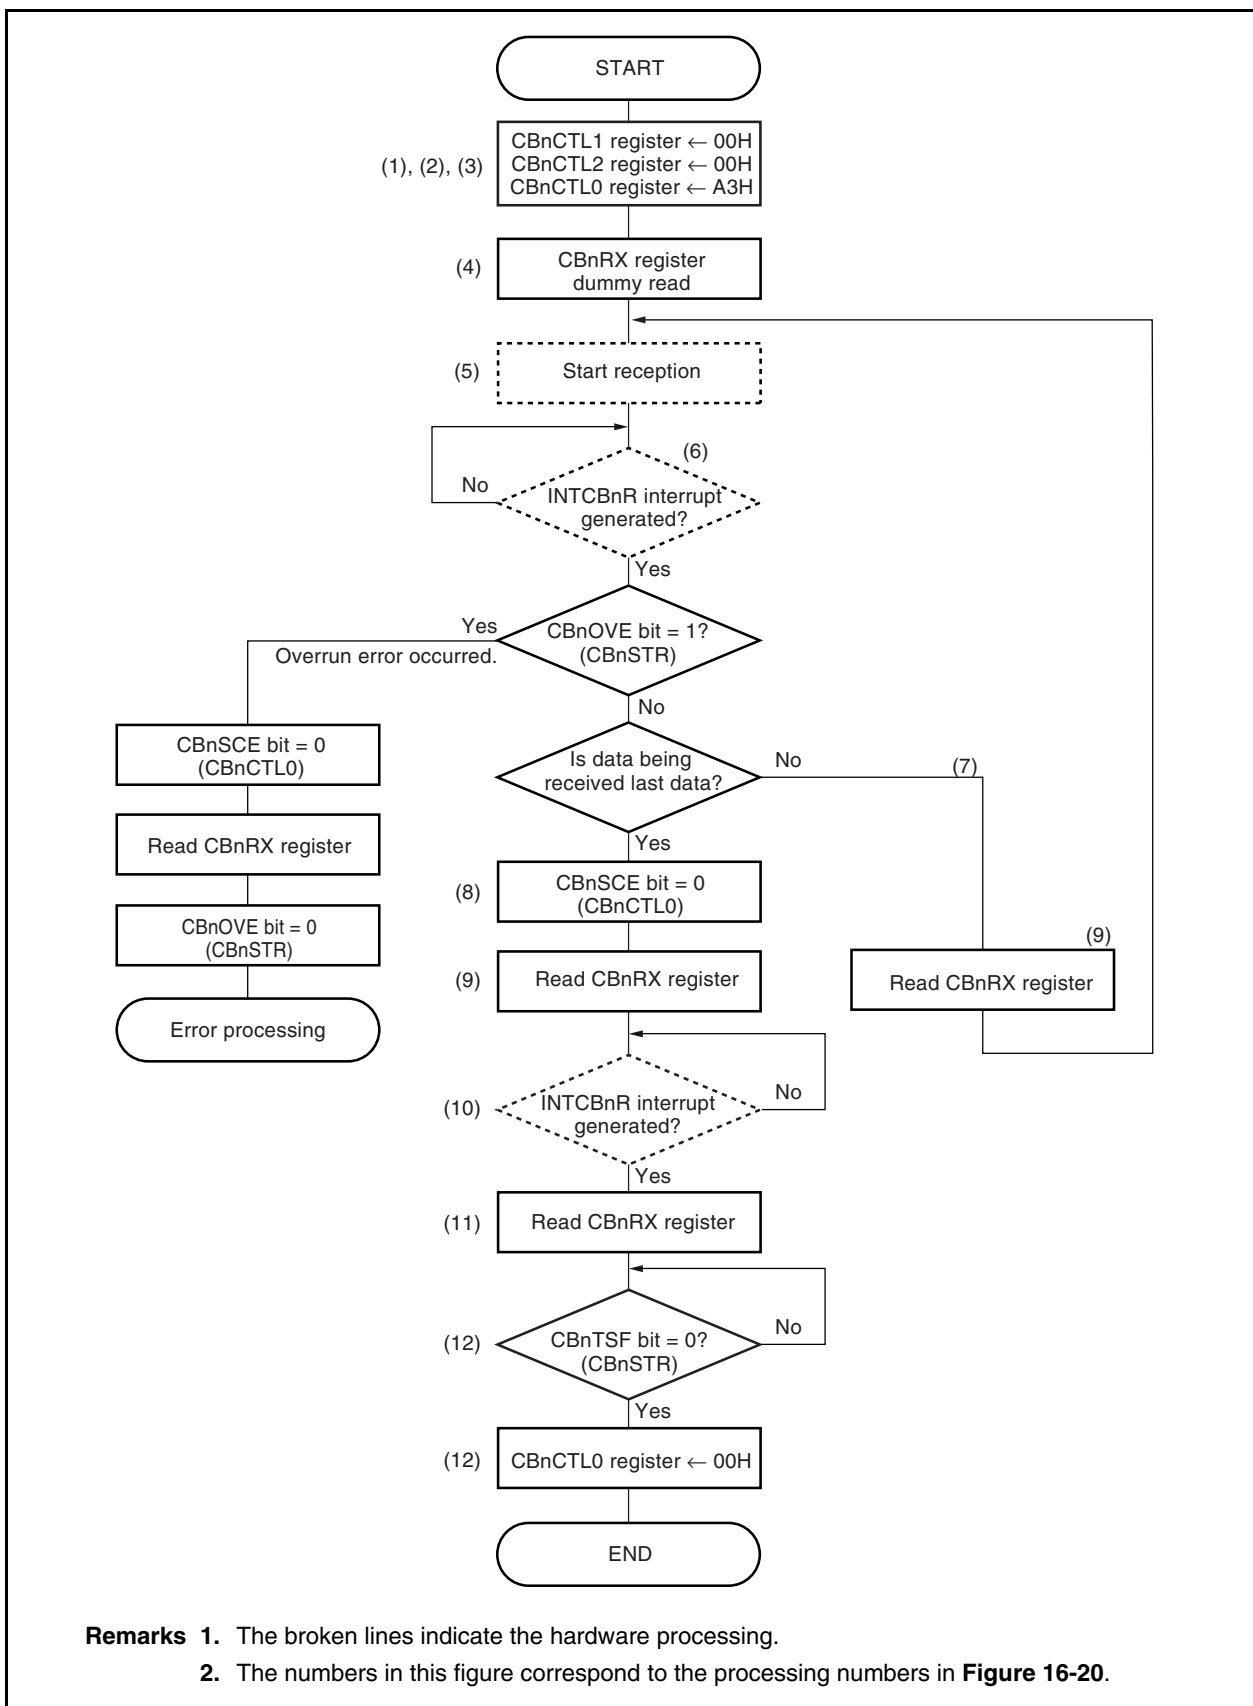 START
(1), (2), (3)
CBnCTL1 register ← 00H
CBnCTL2 register ← 00H
CBnCTL0 register ← A3H
(4)
CBnRX register
dummy read
(5)
Start reception
(6)
No
INTCBnR interrupt
generated?
Yes
Yes
CBnOVE bit = 1?
(CBnSTR)
Overrun error occurred.
No
CBnSCE bit = 0
(CBnCTL0)
Read CBnRX register
CBnOVE bit = 0
(CBnSTR)
Error processing
Is data being
received last data?
No
(7)
Yes
(8)
CBnSCE bit = 0
(CBnCTL0)
(9)
Read CBnRX register
(9)
Read CBnRX register
(10)
INTCBnR interrupt
generated?
No
Yes
(11)
Read CBnRX register
(12)
CBnTSF bit = 0?
(CBnSTR)
No
Yes
(12)
CBnCTL0 register ← 00H
END
Remarks 1. The broken lines indicate the hardware processing.
2. The numbers in this figure correspond to the processing numbers in Figure 16-20.